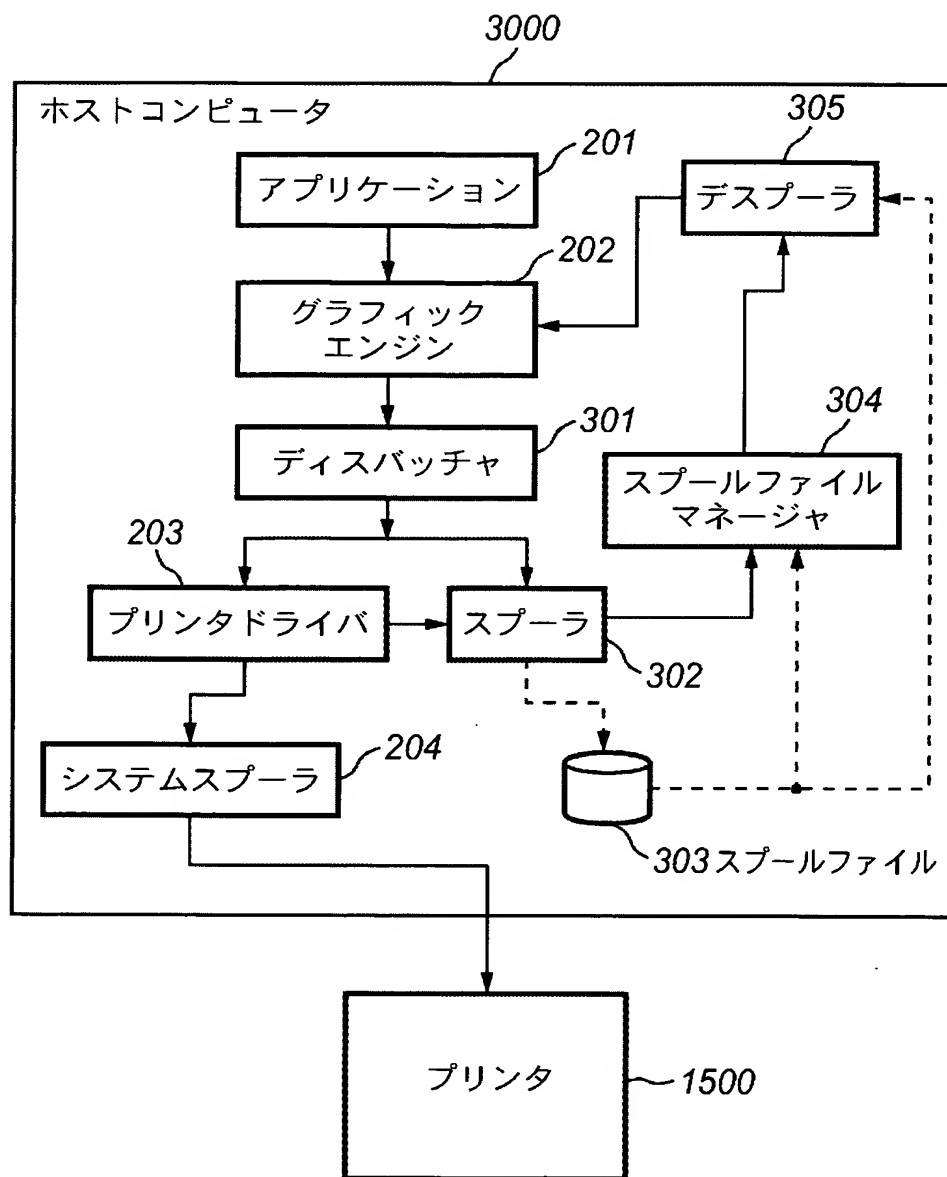 3000
ホストコンピュータ
305
201
アプリケーション
デスプーラ
202
グラフィック
エンジン
301
304
ディスパッチャ
スプールファイル
マネージャ
203
プリンタドライバ
スプーラ
302
204
システムスプーラ
303スプールファイル
プリンタ
1500